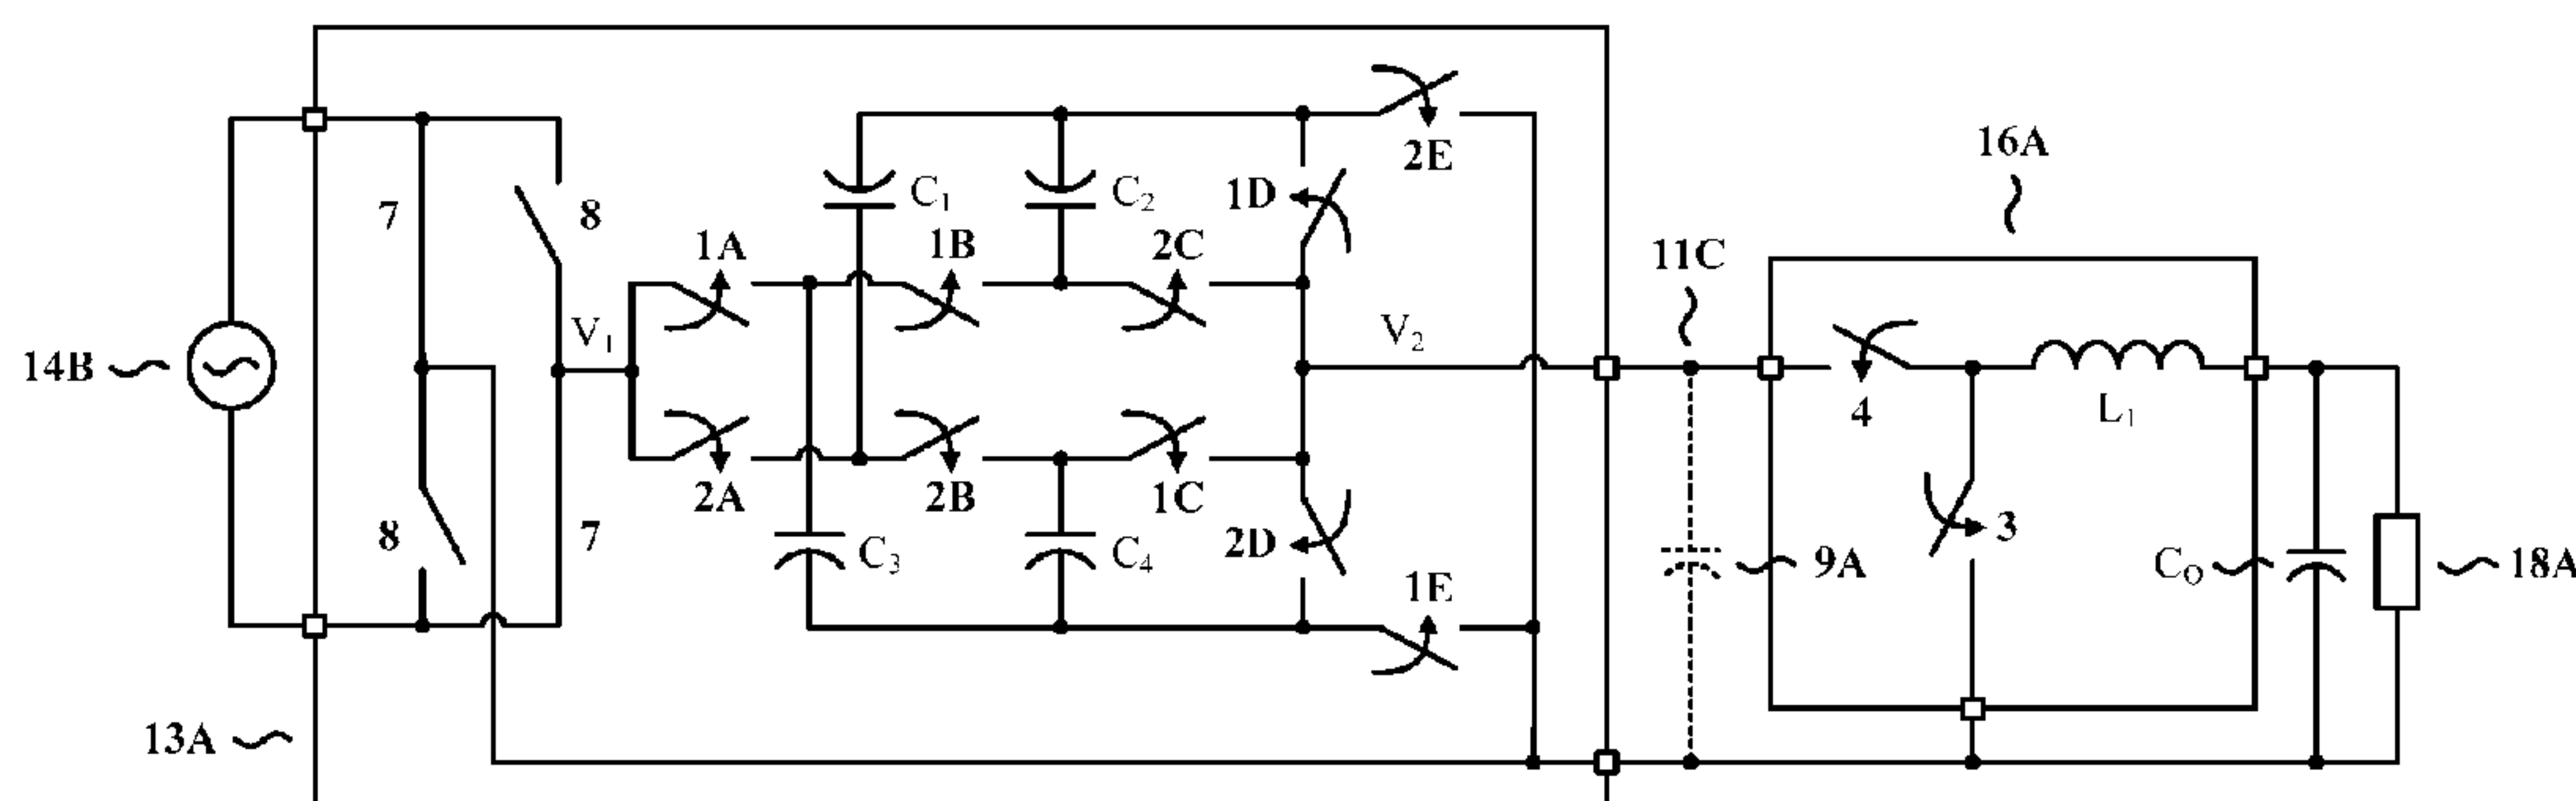 2E
16A
7
8
C₁
C₂
1D
1A
1B
2C
11C
V₁
V₂
14B
4
L₁
2A
2B
1C
8
7
C₃
C₄
2D
3
1E
9A
C_O
18A
13A